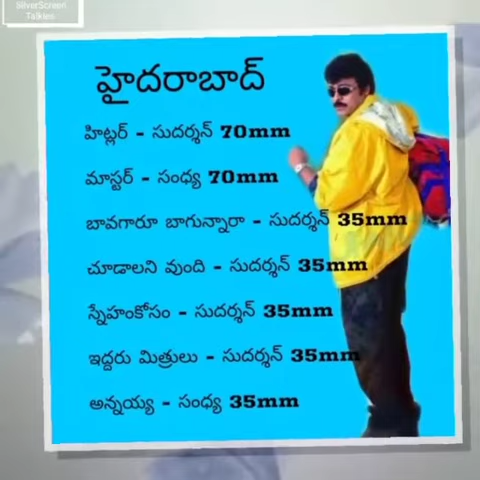 SilverScreen
Talkies
హైదరాబాద్
హిట్లర్ - సుదర్శన్ 70mm
మాస్టర్ - సంధ్య 70mm
బావగారూ బాగున్నారా - సుదర్శన్ 35mm
చూడాలని వుంది - సుదర్శన్ 35mm
స్నేహంకోసం - సుదర్శన్ 35mm
ఇద్దరు మిత్రులు - సుదర్శన్ 35mm
అన్నయ్య - సంధ్య 35mm